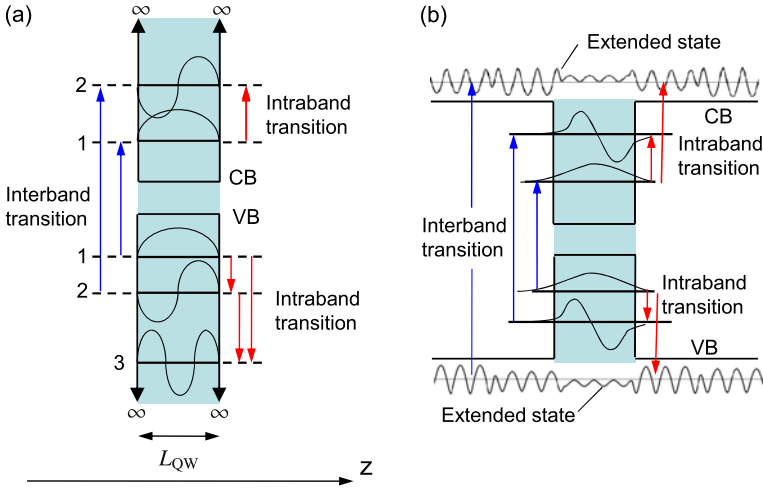 (a)
∞ ∞
2
Intraband
transition
1
Interband
transition
CB
VB
1
2
Intraband
transition
3
∞ ∞
L_QW
z
(b)
Extended state
CB
Intraband
transition
Interband
transition
Intraband
transition
VB
Extended state